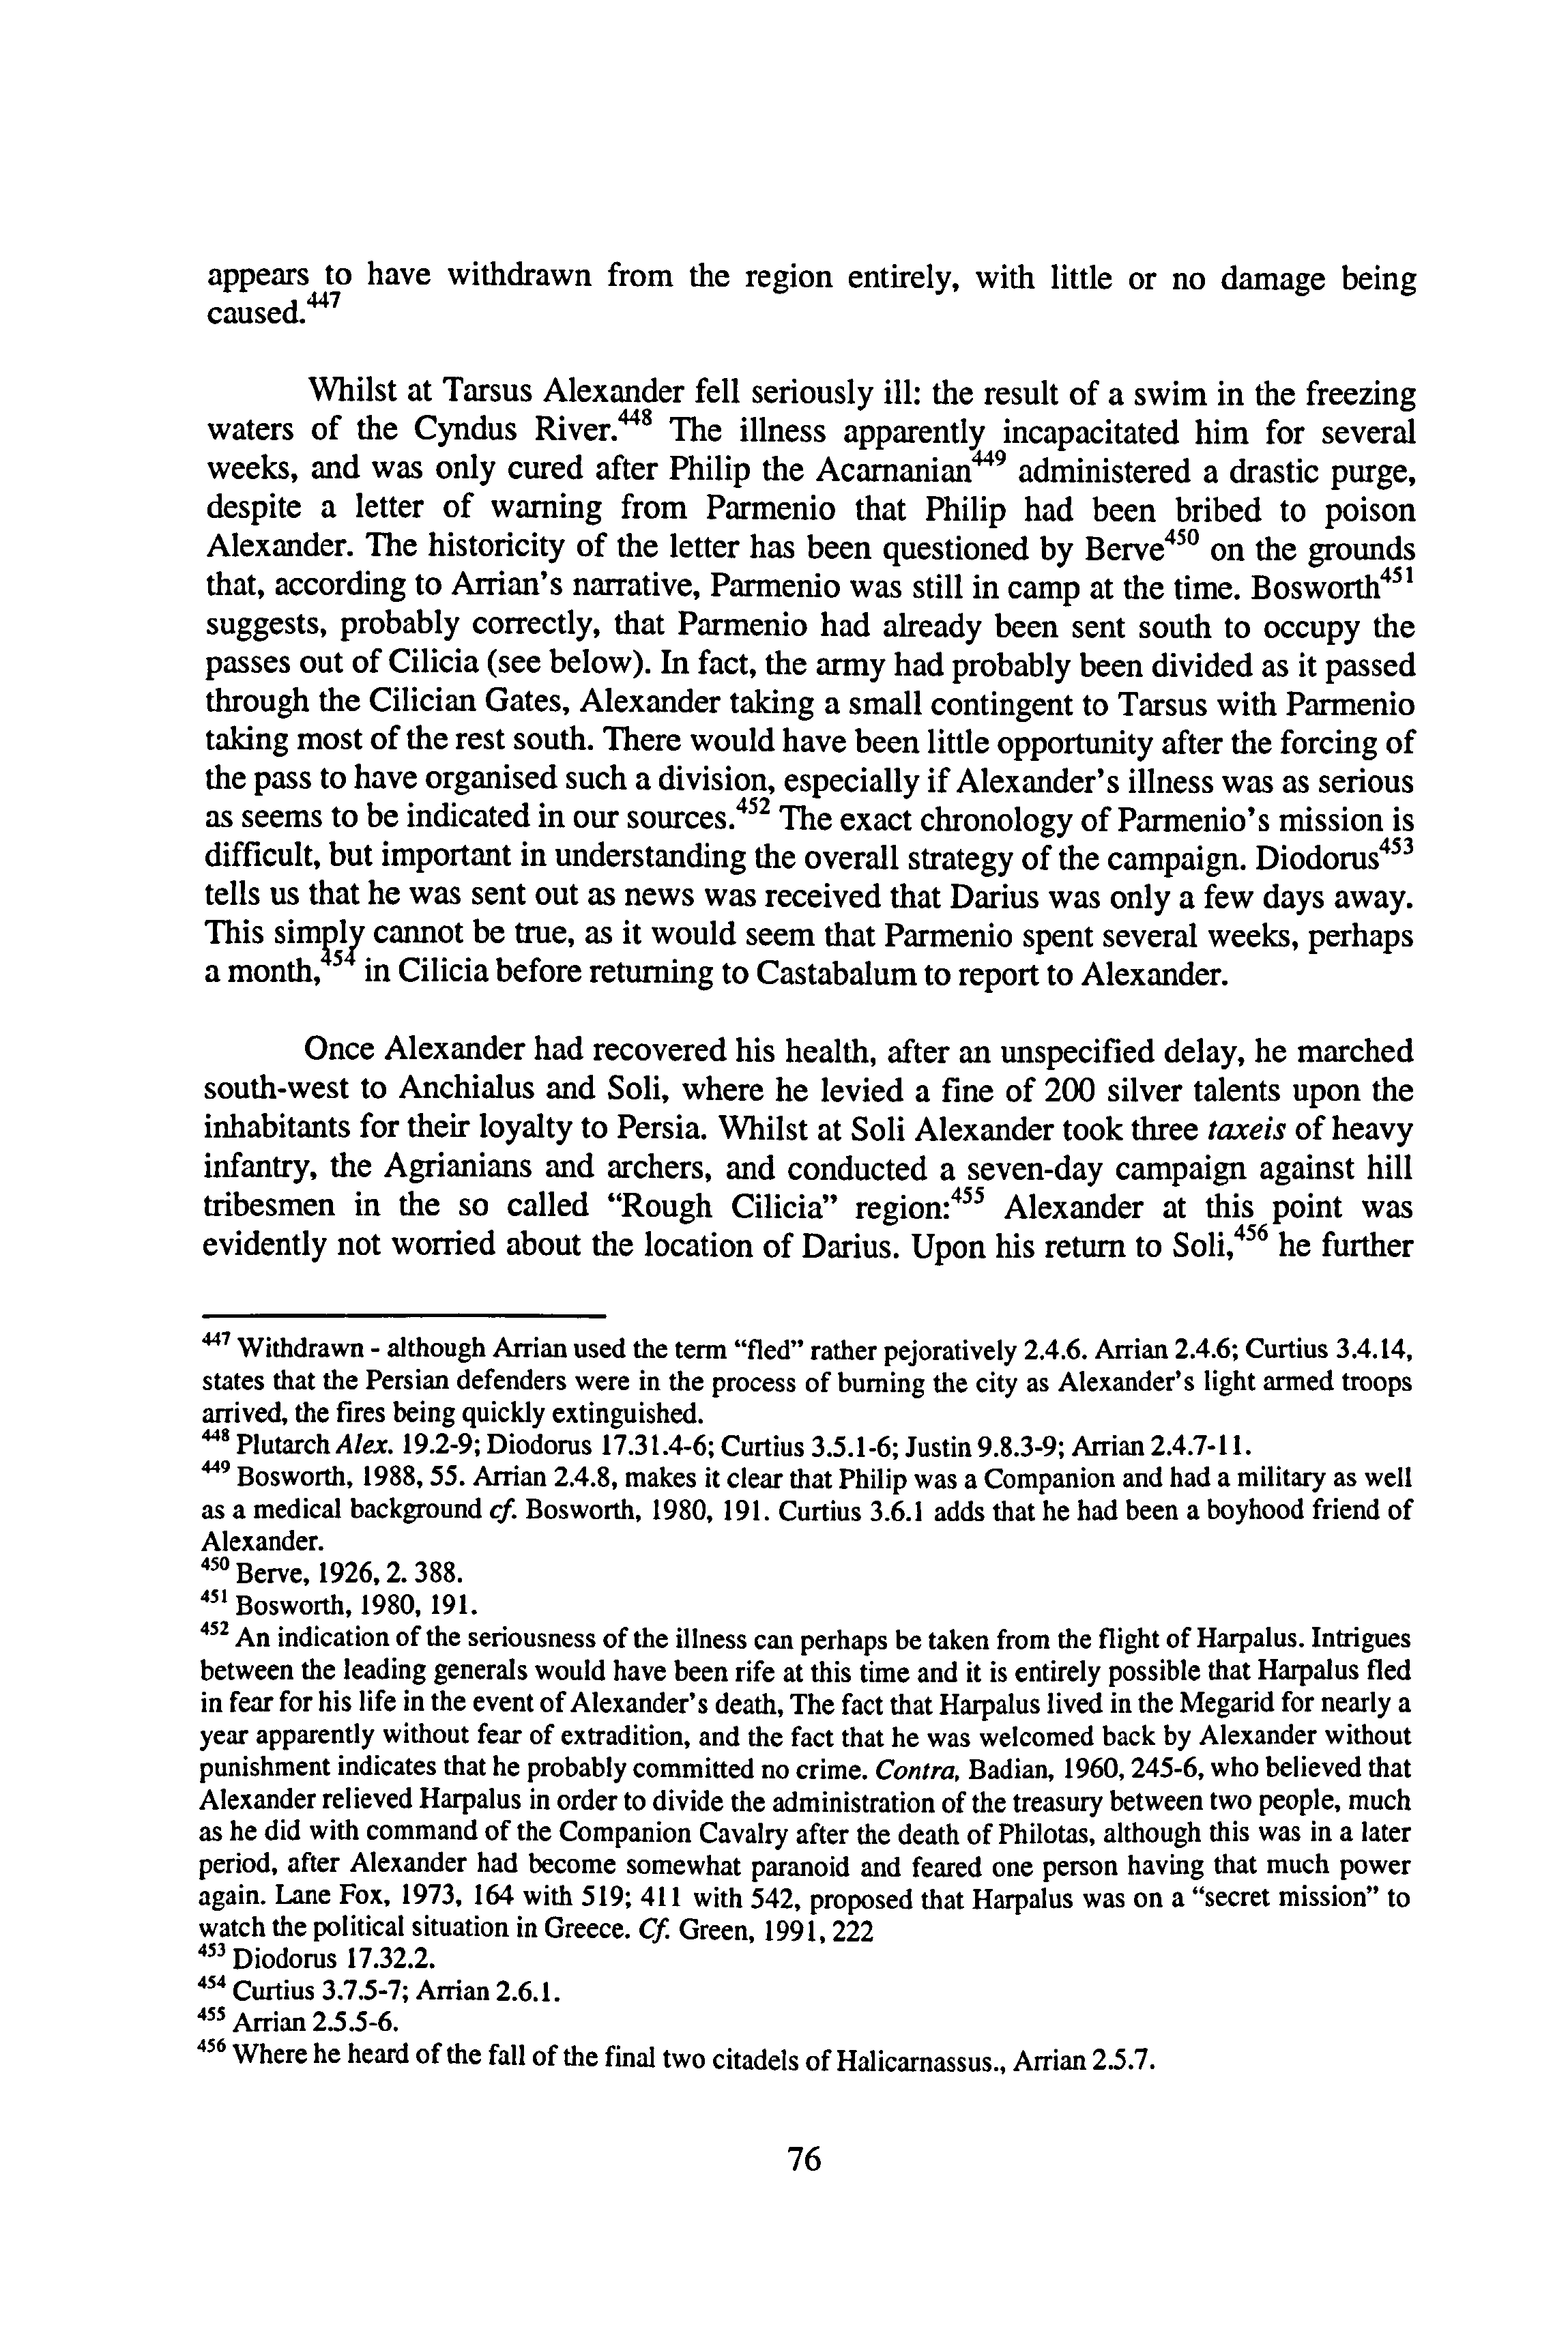 appears to have withdrawn from the region entirely, with little or no damage being
caused.447
Whilst at Tarsus Alexander fell seriously ill: the result of a swim in the freezing
waters of the Cyndus River.448 The illness apparently incapacitated him for several
weeks, and was only cured after Philip the Acarnanian449 administered a drastic purge,
despite a letter of warning from Parmenio that Philip had been bribed to poison
Alexander. The historicity of the letter has been questioned by Berve450 on the grounds
that, according to Arrian's narrative, Parmenio was still in camp at the time. Bosworth451
suggests, probably correctly, that Parmenio had already been sent south to occupy the
passes out of Cilicia (see below). In fact, the army had probably been divided as it passed
through the Cilician Gates, Alexander taking a small contingent to Tarsus with Parmenio
taking most of the rest south. There would have been little opportunity after the forcing of
the pass to have organised such a division, especially if Alexander's illness was as serious
as seems to be indicated in our sources.452 The exact chronology of Parmenio's mission is
difficult, but important in understanding the overall strategy of the campaign. Diodorus453
tells us that he was sent out as news was received that Darius was only a few days away.
This simply cannot be true, as it would seem that Parmenio spent several weeks, perhaps
a month,454 in Cilicia before returning to Castabalum to report to Alexander.
Once Alexander had recovered his health, after an unspecified delay, he marched
south-west to Anchialus and Soli, where he levied a fine of 200 silver talents upon the
inhabitants for their loyalty to Persia. Whilst at Soli Alexander took three taxeis of heavy
infantry, the Agrianians and archers, and conducted a seven-day campaign against hill
tribesmen in the so called “Rough Cilicia” region:455 Alexander at this point was
evidently not worried about the location of Darius. Upon his return to Soli,456 he further
447 Withdrawn - although Arrian used the term “fled” rather pejoratively 2.4.6. Arrian 2.4.6; Curtius 3.4.14,
states that the Persian defenders were in the process of burning the city as Alexander's light armed troops
arrived, the fires being quickly extinguished.
448 Plutarch Alex. 19.2-9; Diodorus 17.31.4-6; Curtius 3.5.1-6; Justin 9.8.3-9; Arrian 2.4.7-11.
449 Bosworth, 1988, 55. Arrian 2.4.8, makes it clear that Philip was a Companion and had a military as well
as a medical background cf. Bosworth, 1980, 191. Curtius 3.6.1 adds that he had been a boyhood friend of
Alexander.
450 Berve, 1926, 2. 388.
451 Bosworth, 1980, 191.
452 An indication of the seriousness of the illness can perhaps be taken from the flight of Harpalus. Intrigues
between the leading generals would have been rife at this time and it is entirely possible that Harpalus fled
in fear for his life in the event of Alexander's death, The fact that Harpalus lived in the Megarid for nearly a
year apparently without fear of extradition, and the fact that he was welcomed back by Alexander without
punishment indicates that he probably committed no crime. Contra, Badian, 1960, 245-6, who believed that
Alexander relieved Harpalus in order to divide the administration of the treasury between two people, much
as he did with command of the Companion Cavalry after the death of Philotas, although this was in a later
period, after Alexander had become somewhat paranoid and feared one person having that much power
again. Lane Fox, 1973, 164 with 519; 411 with 542, proposed that Harpalus was on a “secret mission” to
watch the political situation in Greece. Cf. Green, 1991, 222
453 Diodorus 17.32.2.
454 Curtius 3.7.5-7; Arrian 2.6.1.
455 Arrian 2.5.5-6.
456 Where he heard of the fall of the final two citadels of Halicarnassus., Arrian 2.5.7.
76